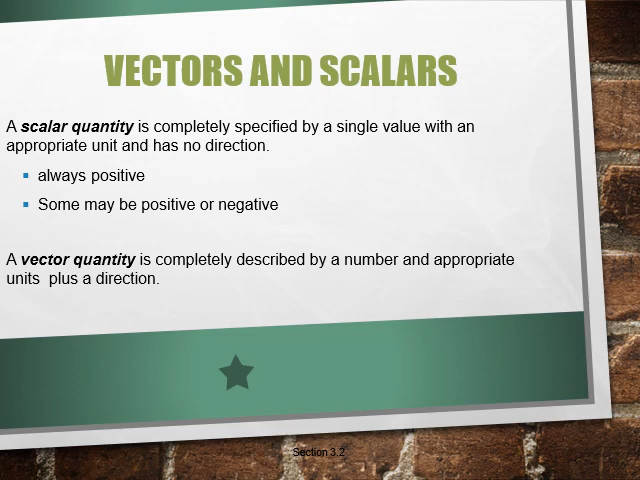 VECTORS AND SCALARS
A scalar quantity is completely specified by a single value with an
appropriate unit and has no direction.
▪ always positive
▪ Some may be positive or negative
A vector quantity is completely described by a number and appropriate
units  plus a direction.
Section 3.2